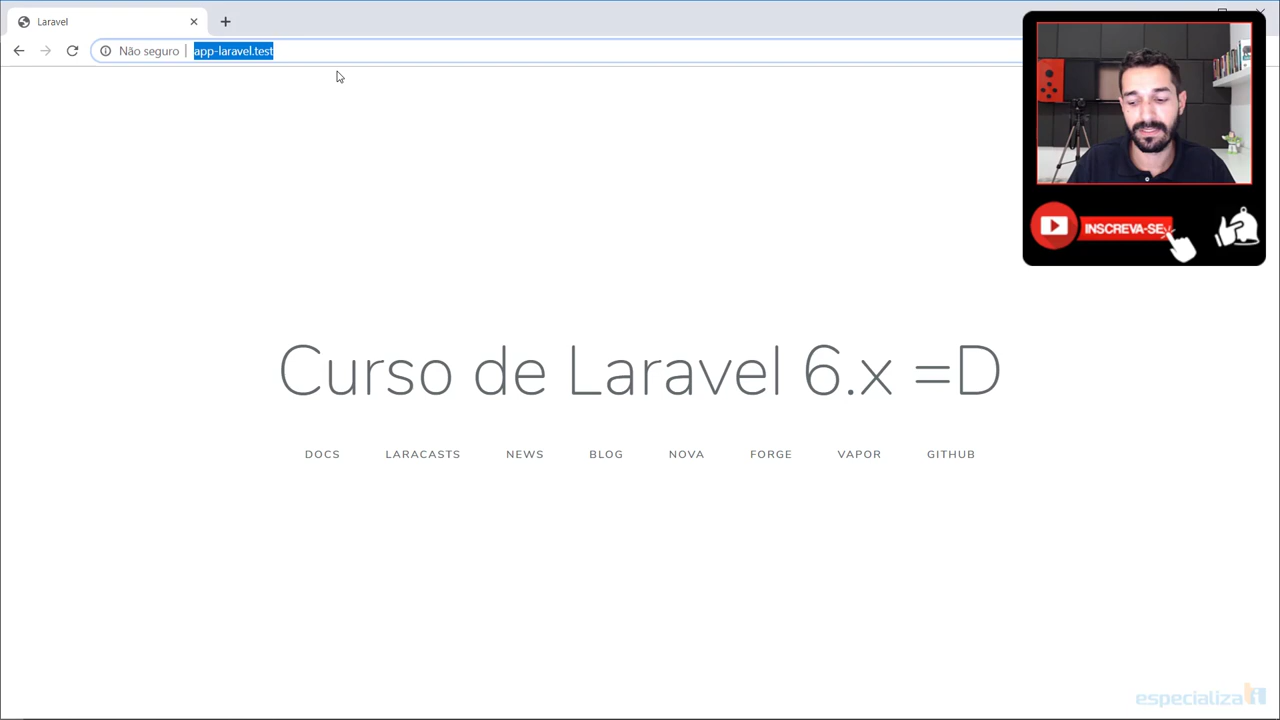 Laravel
Não seguro | app-laravel.test
INSCREVA-SE
Curso de Laravel 6.x =D
DOCS LARACASTS NEWS BLOG NOVA FORGE VAPOR GITHUB
especializati